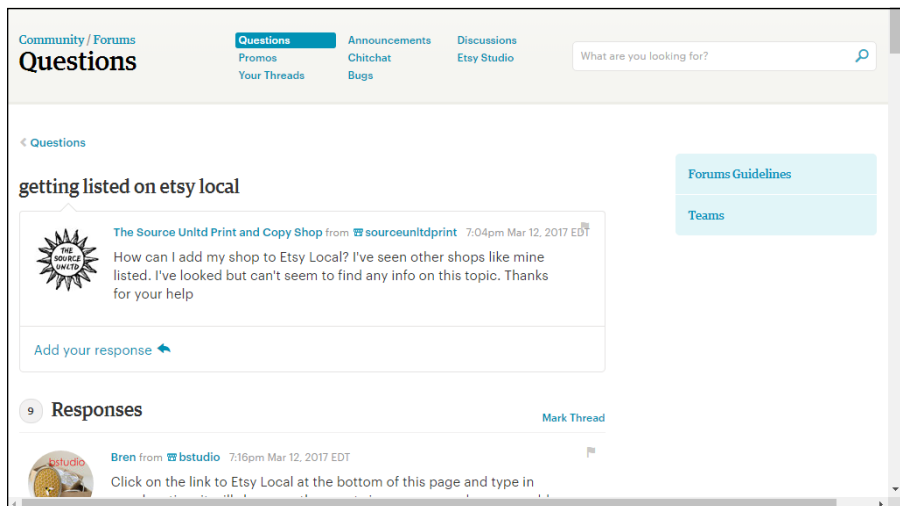 Community / Forums
Questions
Questions
Announcements
Discussions
Promos
Chitchat
Etsy Studio
Your Threads
Bugs
What are you looking for?
Questions
getting listed on etsy local
Forums Guidelines
Teams
THE SOURCE UNLTD
The Source Unltd Print and Copy Shop from sourceunltdprint 7:04pm Mar 12, 2017 EDT
How can I add my shop to Etsy Local? I've seen other shops like mine
listed. I've looked but can't seem to find any info on this topic. Thanks
for your help
Add your response
9 Responses
Mark Thread
bstudio
Bren from bstudio 7:16pm Mar 12, 2017 EDT
Click on the link to Etsy Local at the bottom of this page and type in